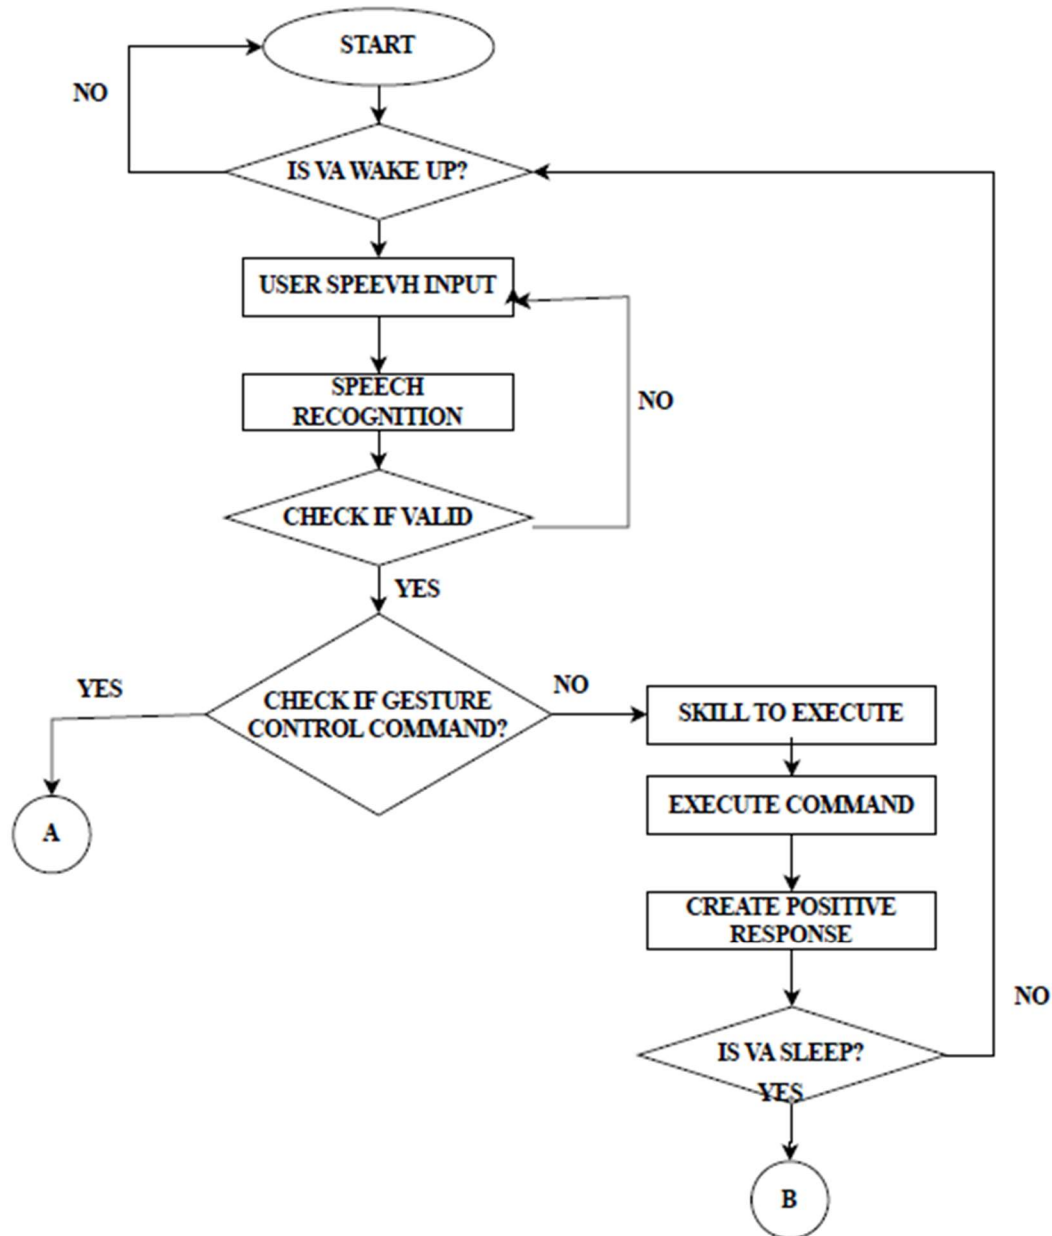 START
NO
IS VA WAKE UP?
USER SPEEVH INPUT
SPEECH
RECOGNITION
NO
CHECK IF VALID
YES
YES
CHECK IF GESTURE
CONTROL COMMAND?
NO
SKILL TO EXECUTE
A
EXECUTE COMMAND
CREATE POSITIVE
RESPONSE
NO
IS VA SLEEP?
YES
B